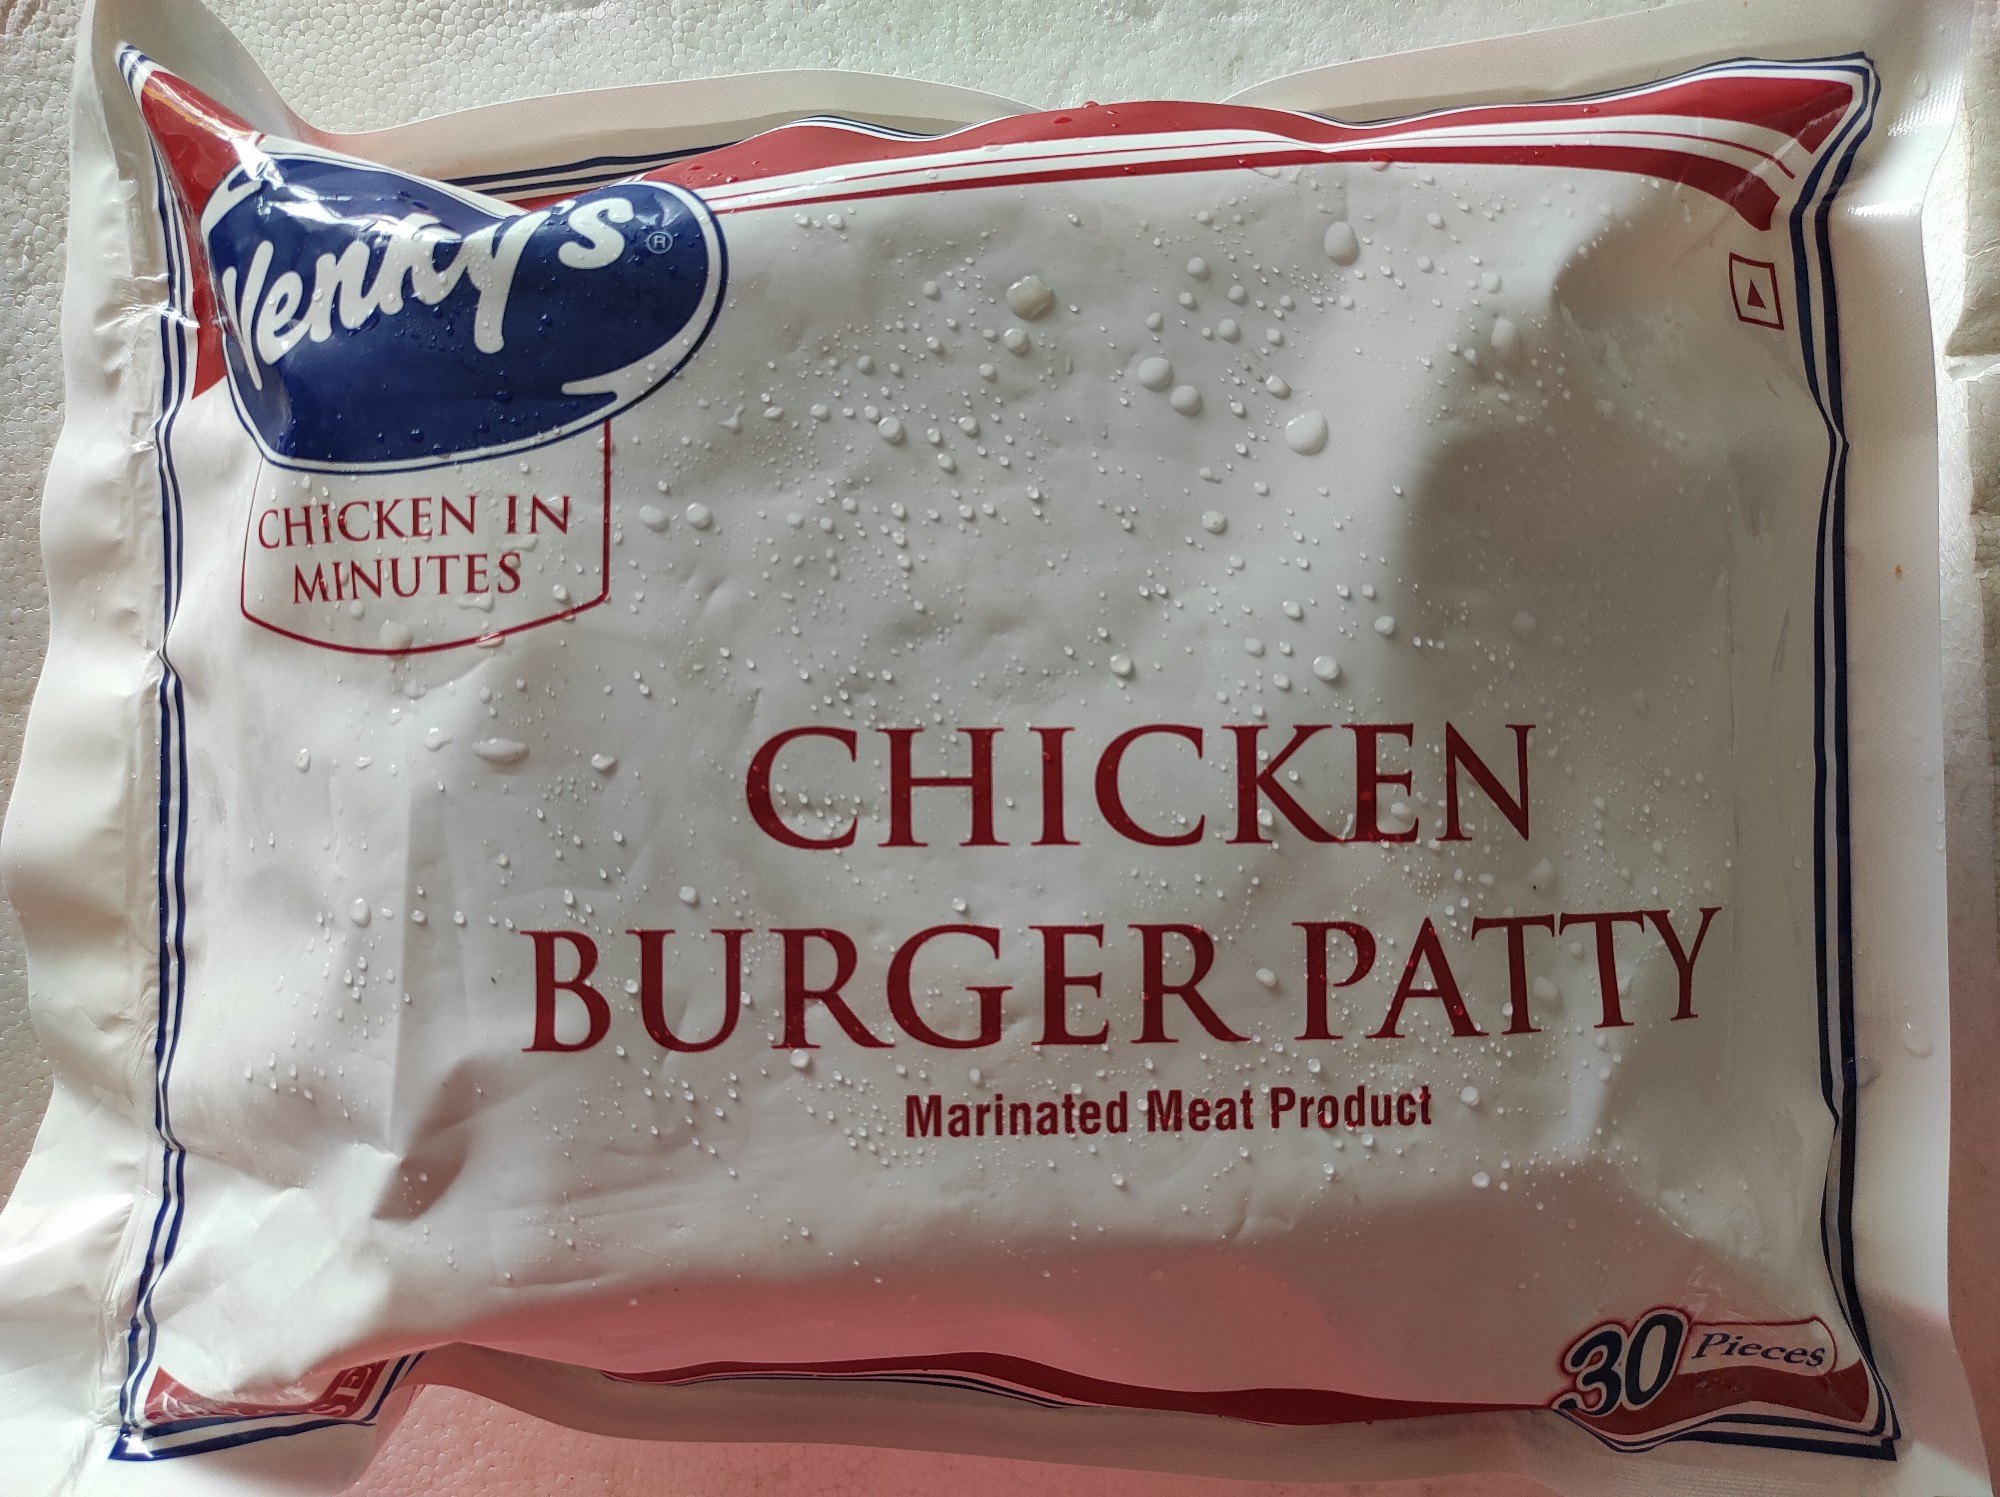 Venky's ®
CHICKEN IN
MINUTES
CHICKEN
BURGER PATTY
Marinated Meat Product
30 Pieces